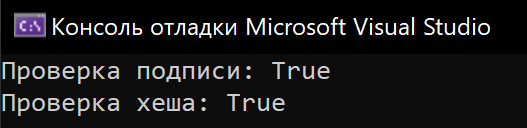 Консоль отладки Microsoft Visual Studio
Проверка подписи: True
Проверка хеша: True